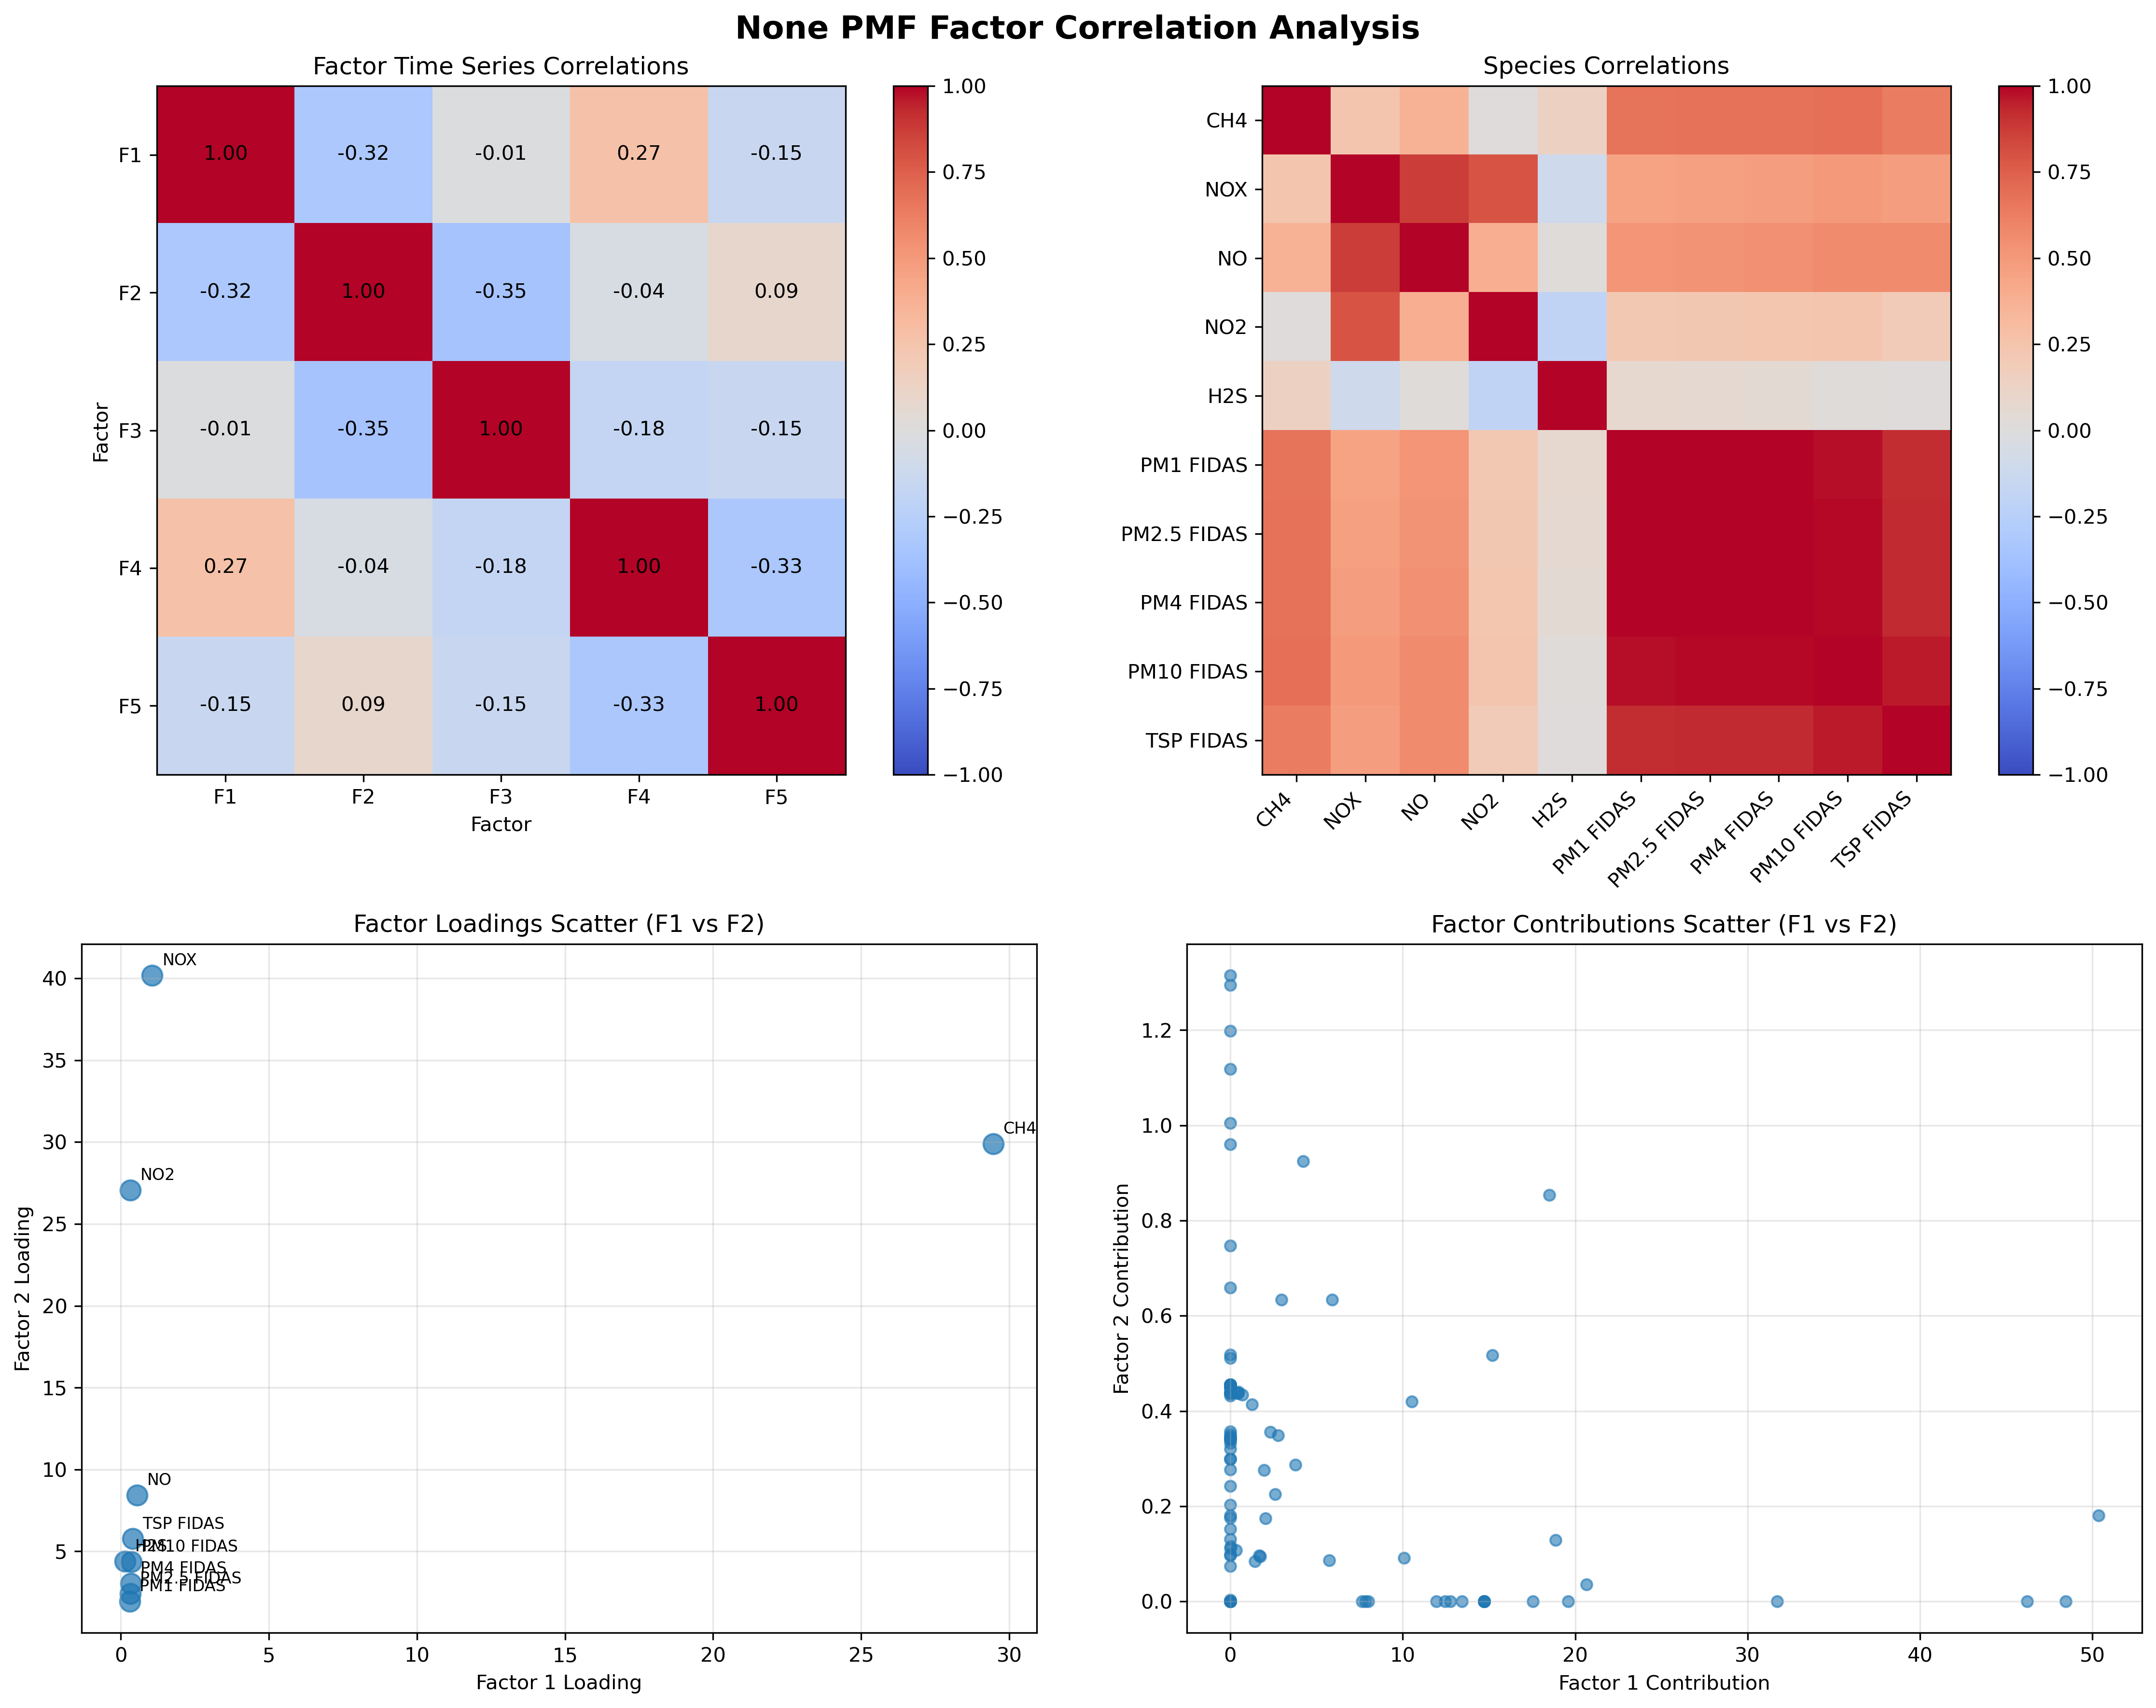 None PMF Factor Correlation Analysis
Factor Time Series Correlations
F1
F2
F3
F4
F5
Factor
1.00 -0.32 -0.01 0.27 -0.15
-0.32 1.00 -0.35 -0.04 0.09
-0.01 -0.35 1.00 -0.18 -0.15
0.27 -0.04 -0.18 1.00 -0.33
-0.15 0.09 -0.15 -0.33 1.00
F1 F2 F3 F4 F5
Factor
1.00
0.75
0.50
0.25
0.00
−0.25
−0.50
−0.75
−1.00
Species Correlations
CH4
NOX
NO
NO2
H2S
PM1 FIDAS
PM2.5 FIDAS
PM4 FIDAS
PM10 FIDAS
TSP FIDAS
CH4 NOX NO NO2 H2S PM1 FIDAS PM2.5 FIDAS PM4 FIDAS PM10 FIDAS TSP FIDAS
1.00
0.75
0.50
0.25
0.00
−0.25
−0.50
−0.75
−1.00
Factor Loadings Scatter (F1 vs F2)
Factor 2 Loading
40
35
30
25
20
15
10
5
NOX
CH4
NO2
NO
TSP FIDAS
H2S
PM10 FIDAS
PM4 FIDAS
PM2.5 FIDAS
PM1 FIDAS
0 5 10 15 20 25 30
Factor 1 Loading
Factor Contributions Scatter (F1 vs F2)
Factor 2 Contribution
1.2
1.0
0.8
0.6
0.4
0.2
0.0
0 10 20 30 40 50
Factor 1 Contribution